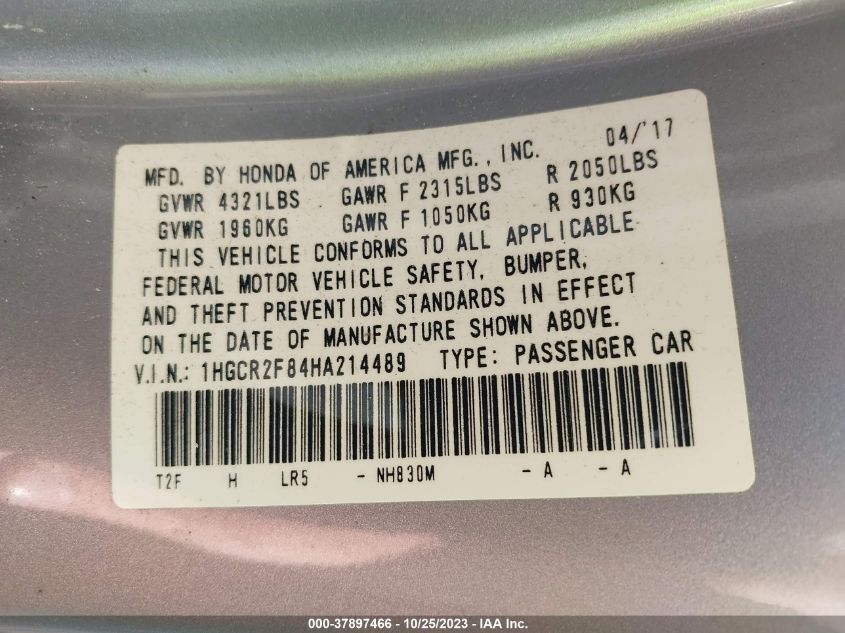 04/'17
MFD. BY HONDA OF AMERICA MFG., INC.
GVWR 4321LBS GAWR F 2315LBS R 2050LBS
GVWR 1960KG GAWR F 1050KG R 930KG
THIS VEHICLE CONFORMS TO ALL APPLICABLE
FEDERAL MOTOR VEHICLE SAFETY, BUMPER,
AND THEFT PREVENTION STANDARDS IN EFFECT
ON THE DATE OF MANUFACTURE SHOWN ABOVE.
V.I.N.: 1HGCR2F84HA214489 TYPE: PASSENGER CAR
T2F H LR5 - NH830M - A - A
000-37897466 - 10/25/2023 - IAA Inc.